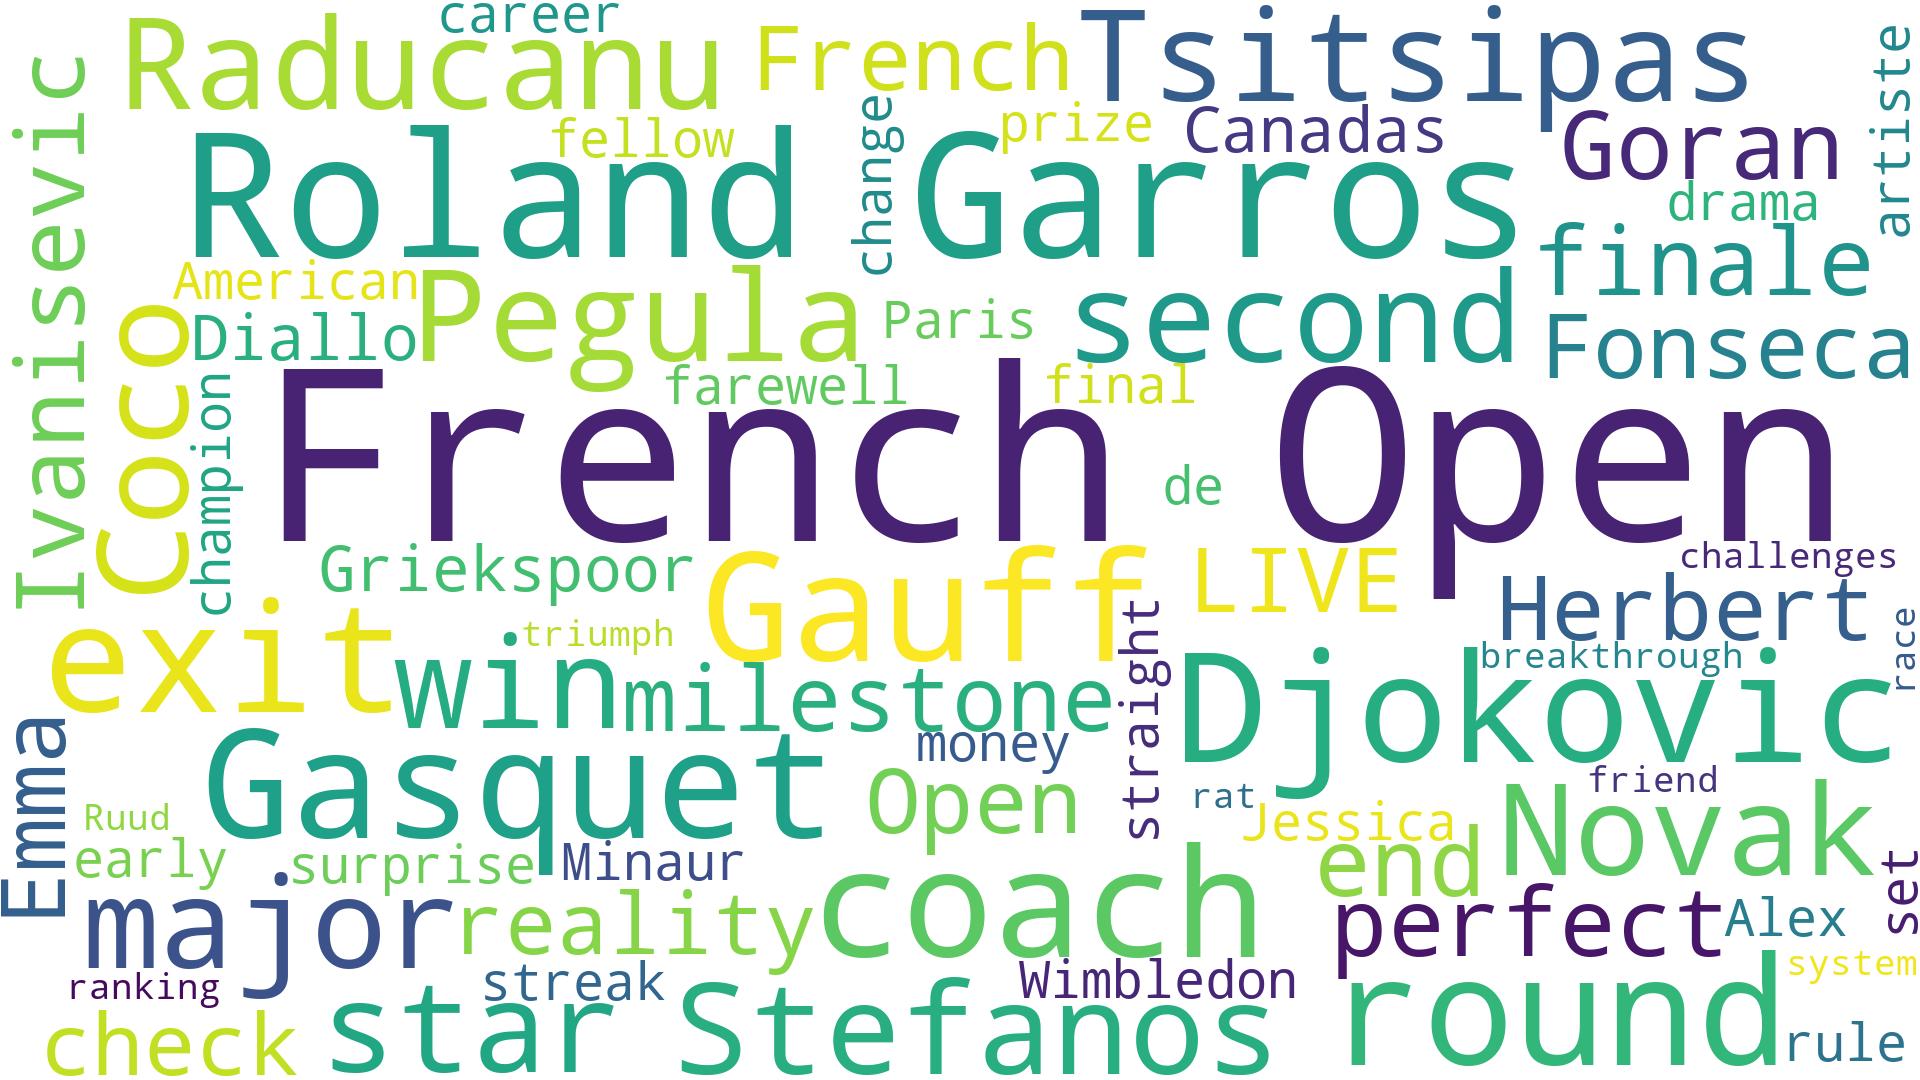 career
Raducanu
French
Tsitsipas
artiste
Ivanisevic
fellow
change
prize
Canadas
Goran
Roland Garros
drama
finale
American
Coco
Diallo
Pegula
Paris
second
Fonseca
champion
farewell
final
French Open
de
Griekspoor
Gauff
LIVE
challenges
Herbert
race
exit
triumph
win
milestone
straight
breakthrough
Djokovic
Emma
Gasquet
money
Open
rat
friend
Jessica
Novak
Ruud
early
surprise
Minaur
end
set
major
reality
coach
perfect
Alex
ranking
streak
Wimbledon
system
check
star
Stefanos
round
rule